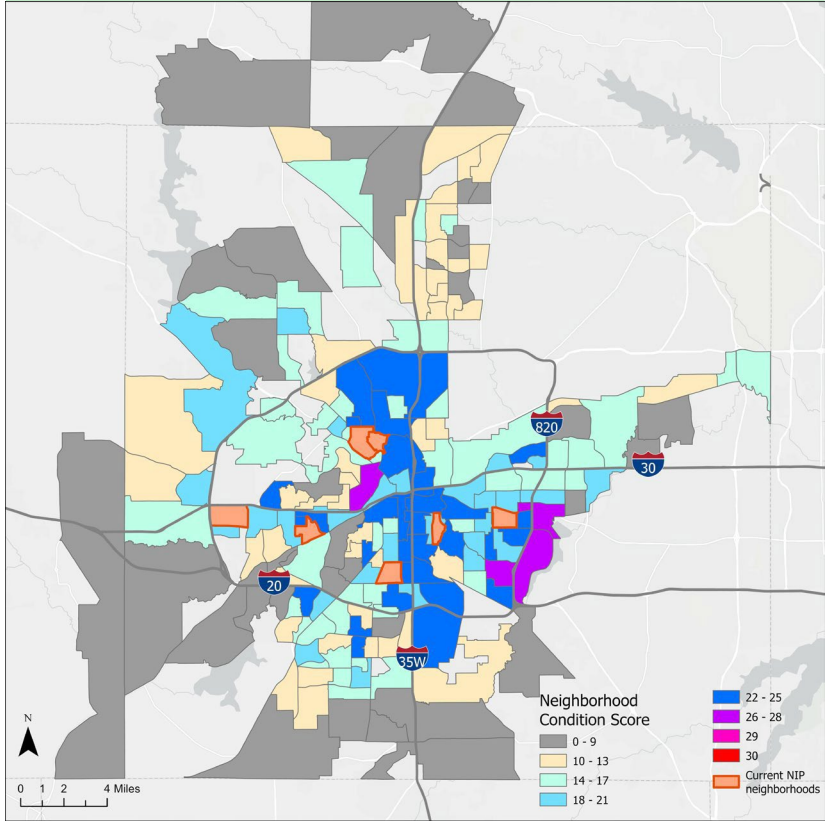 820
30
20
35W
N
0 1 2 4 Miles
Neighborhood
Condition Score
0 - 9
10 - 13
14 - 17
18 - 21
22 - 25
26 - 28
29
30
Current NIP
neighborhoods